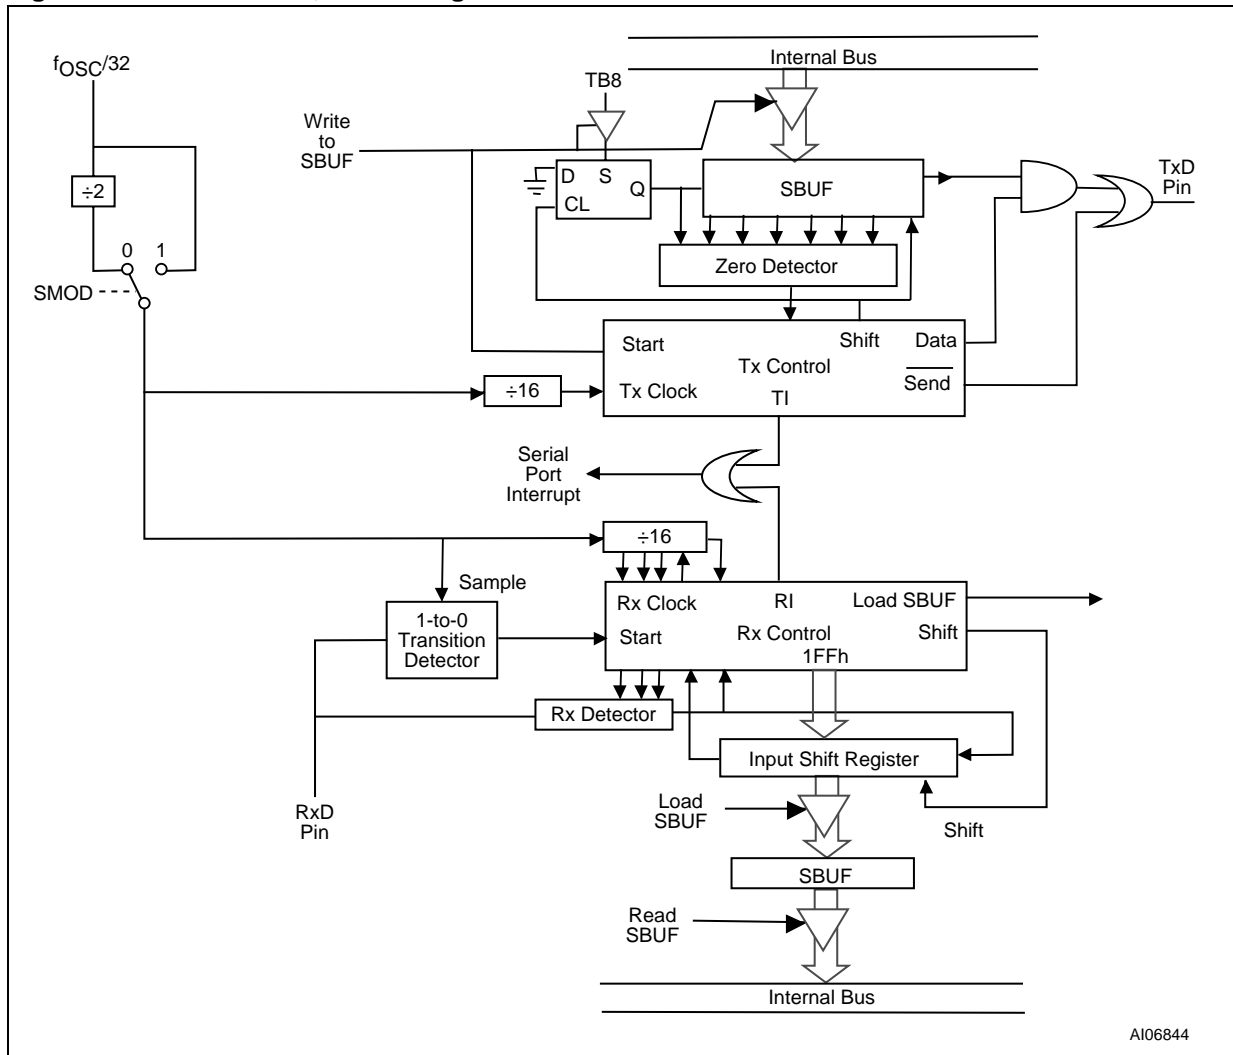 Internal Bus
fOSC/32
TB8
Write
to
SBUF
TxD
Pin
D
S
Q
CL
SBUF
÷2
0
1
Zero Detector
SMOD
Start
Shift
Data
Tx Control
Send
÷16
Tx Clock
TI
Serial
Port
Interrupt
÷16
Sample
Rx Clock
RI
Load SBUF
1-to-0
Transition
Detector
Start
Rx Control
Shift
1FFh
Rx Detector
Input Shift Register
RxD
Pin
Load
SBUF
Shift
SBUF
Read
SBUF
Internal Bus
AI06844